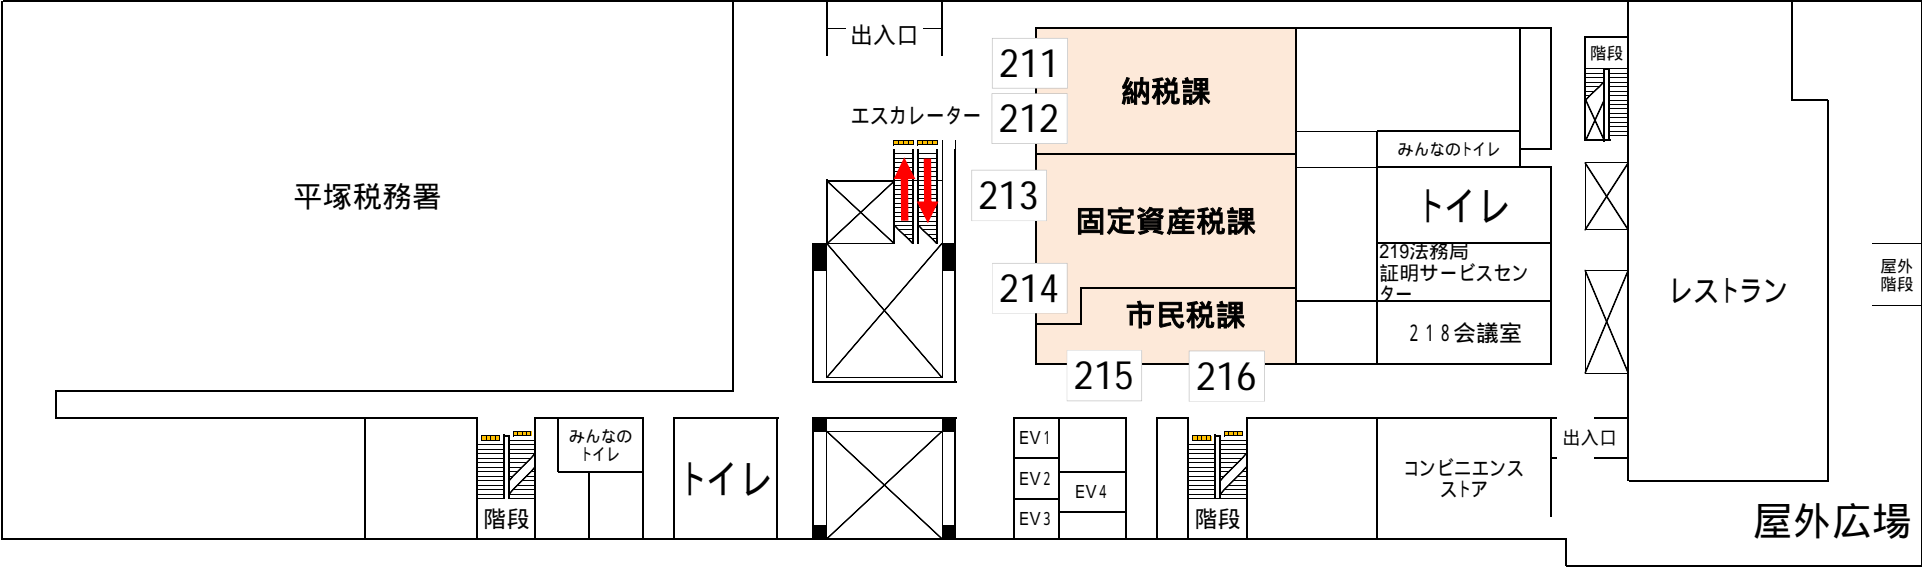 出入口
211
納税課
階段
エスカレーター
212
みんなのトイレ
平塚税務署
213
固定資産税課
トイレ
219法務局
証明サービスセン
ター
屋外
階段
214
レストラン
市民税課
218会議室
215
216
みんなの
トイレ
EV1
出入口
トイレ
EV2
EV4
コンビニエンス
ストア
階段
EV3
階段
屋外広場